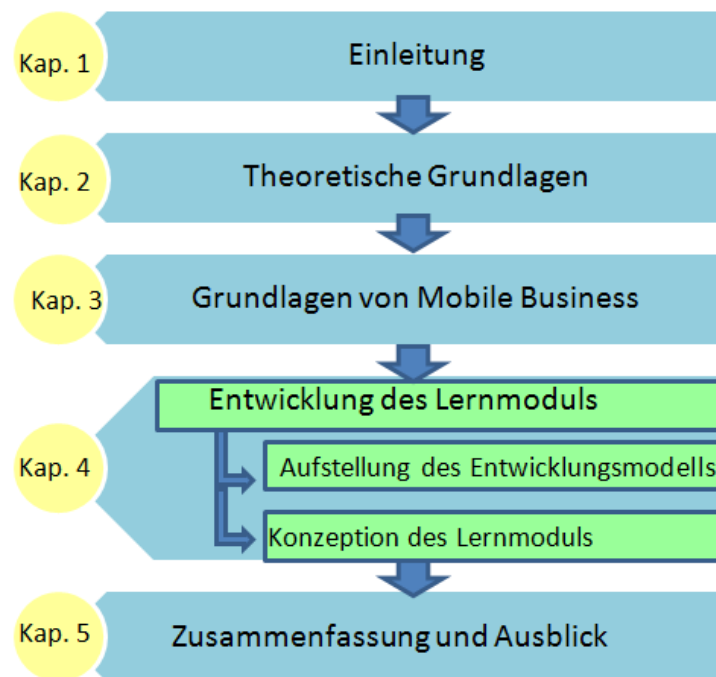 Kap. 1
Einleitung
Kap. 2
Theoretische Grundlagen
Kap. 3
Grundlagen von Mobile Business
Kap. 4
Entwicklung des Lernmoduls
Aufstellung des Entwicklungsmodells
Konzeption des Lernmoduls
Kap. 5
Zusammenfassung und Ausblick